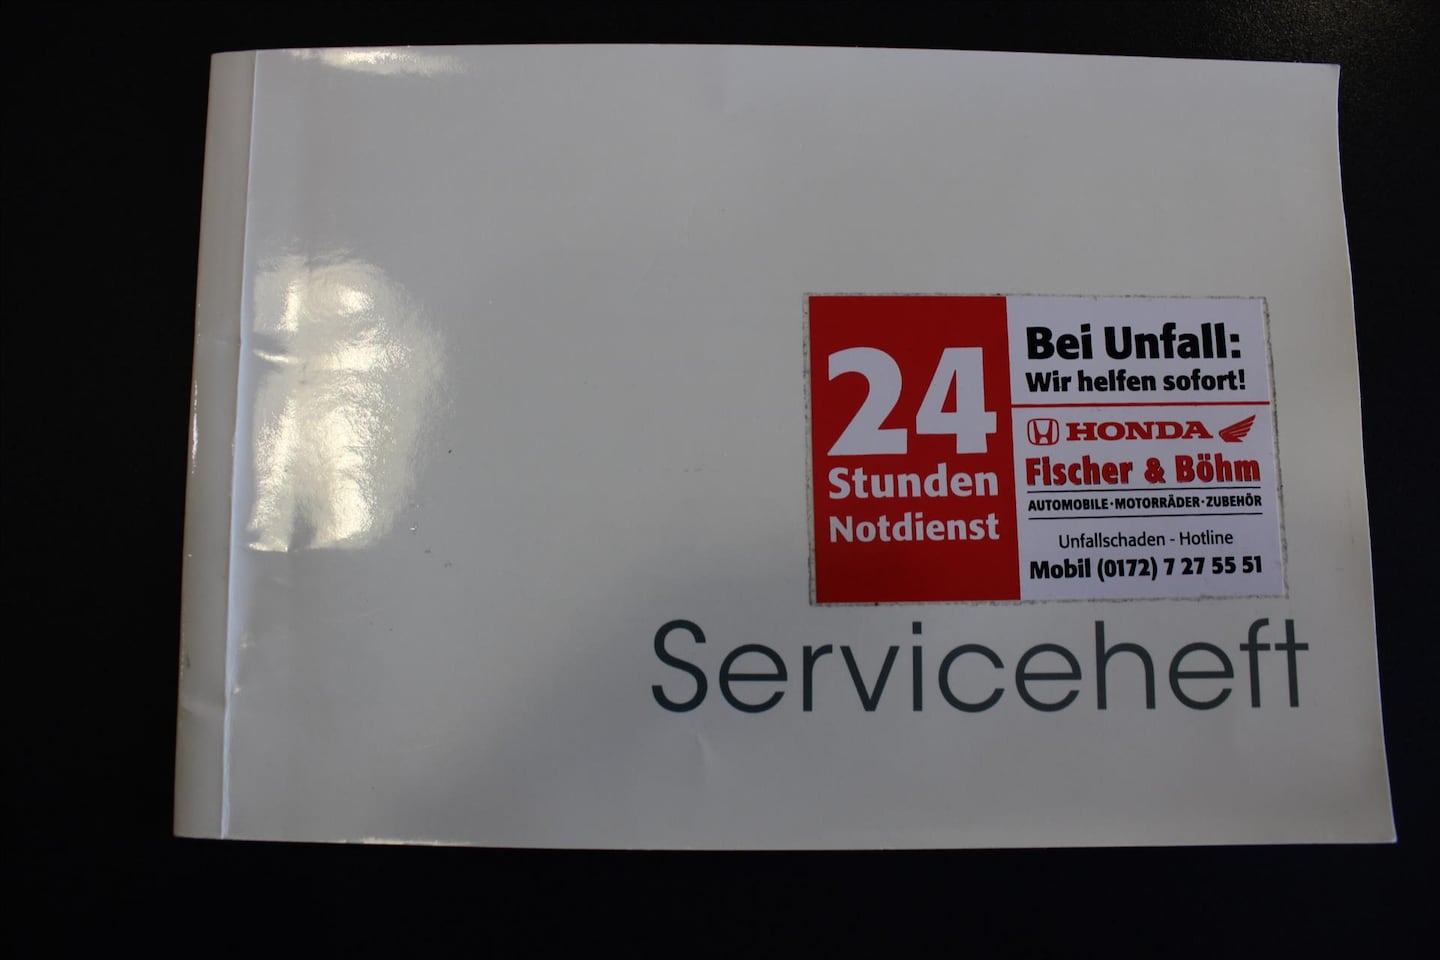 24
Stunden
Notdienst
Bei Unfall:
Wir helfen sofort!
HONDA
Fischer & Böhm
AUTOMOBILE·MOTORRÄDER·ZUBEHÖR
Unfallschaden - Hotline
Mobil (0172) 7 27 55 51
Serviceheft